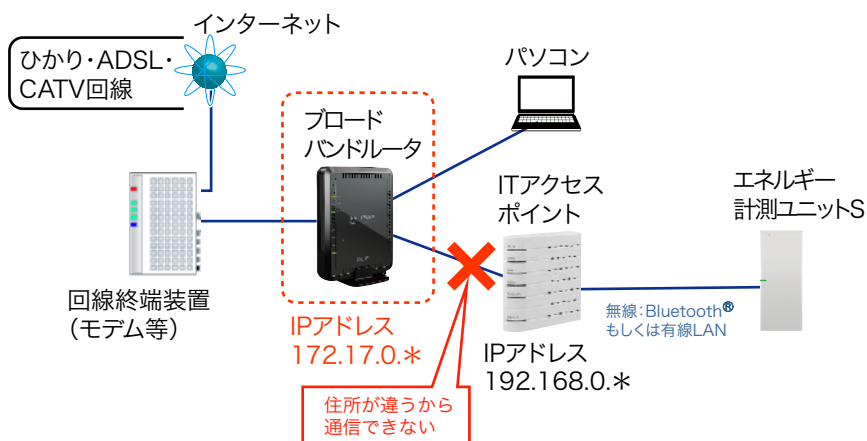 インターネット
ひかり・ADSL・
CATV回線
パソコン
ブロード
バンドルータ
ITアクセス
ポイント
エネルギー
計測ユニットS
回線終端装置
（モデム等）
IPアドレス
172.17.0.＊
無線：Bluetooth®
もしくは有線LAN
IPアドレス
192.168.0.＊
住所が違うから
通信できない